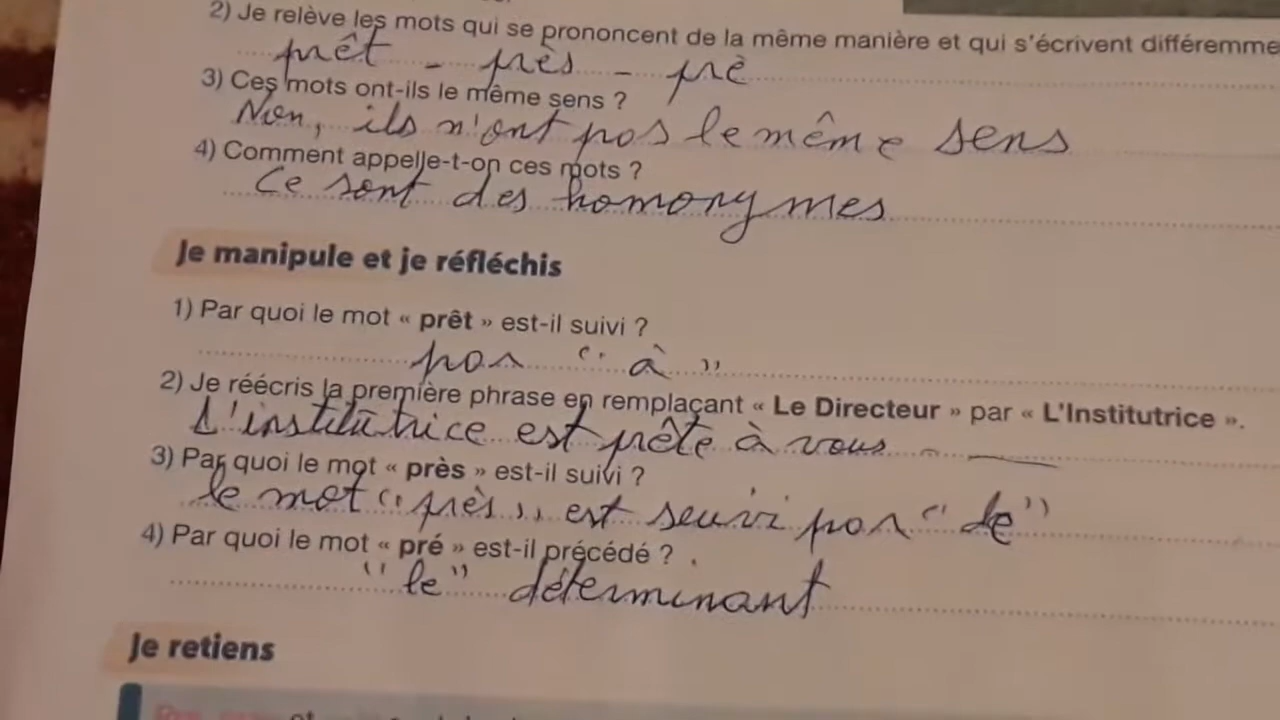 2) Je relève les mots qui se prononcent de la même manière et qui s'écrivent différemme
prêt - près - pré
3) Ces mots ont-ils le même sens ?
Non, ils n'ont pas le même sens
4) Comment appelle-t-on ces mots ?
Ce sont des homonymes
Je manipule et je réfléchis
1) Par quoi le mot « prêt » est-il suivi ?
par "à"
2) Je réécris la première phrase en remplaçant « Le Directeur » par « L'Institutrice ».
L'institutrice est prête à vous
3) Par quoi le mot « près » est-il suivi ?
le mot "près" est suivi par "de"
4) Par quoi le mot « pré » est-il précédé ?
"le" déterminant
Je retiens